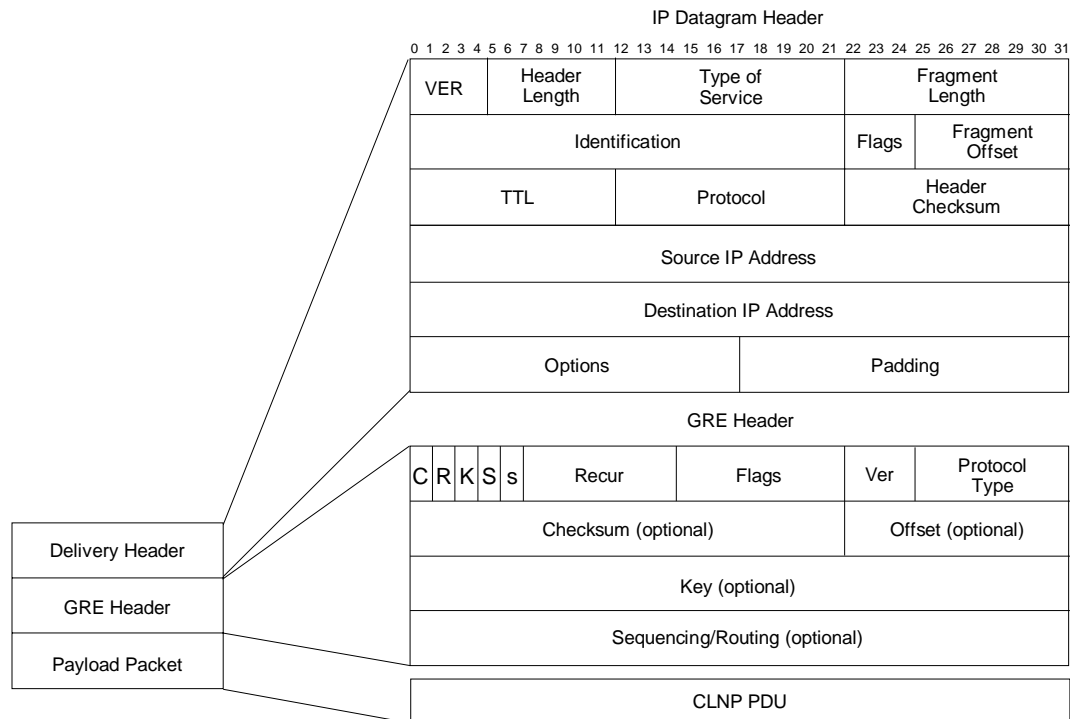 IP Datagram Header
0 1 2 3 4 5 6 7 8 9 10 11 12 13 14 15 16 17 18 19 20 21 22 23 24 25 26 27 28 29 30 31
VER
Header
Length
Type of
Service
Fragment
Length
Identification
Flags
Fragment
Offset
TTL
Protocol
Header
Checksum
Source IP Address
Destination IP Address
Options
Padding
GRE Header
C R K S s
Recur
Flags
Ver
Protocol
Type
Checksum (optional)
Offset (optional)
Key (optional)
Sequencing/Routing (optional)
CLNP PDU
Delivery Header
GRE Header
Payload Packet